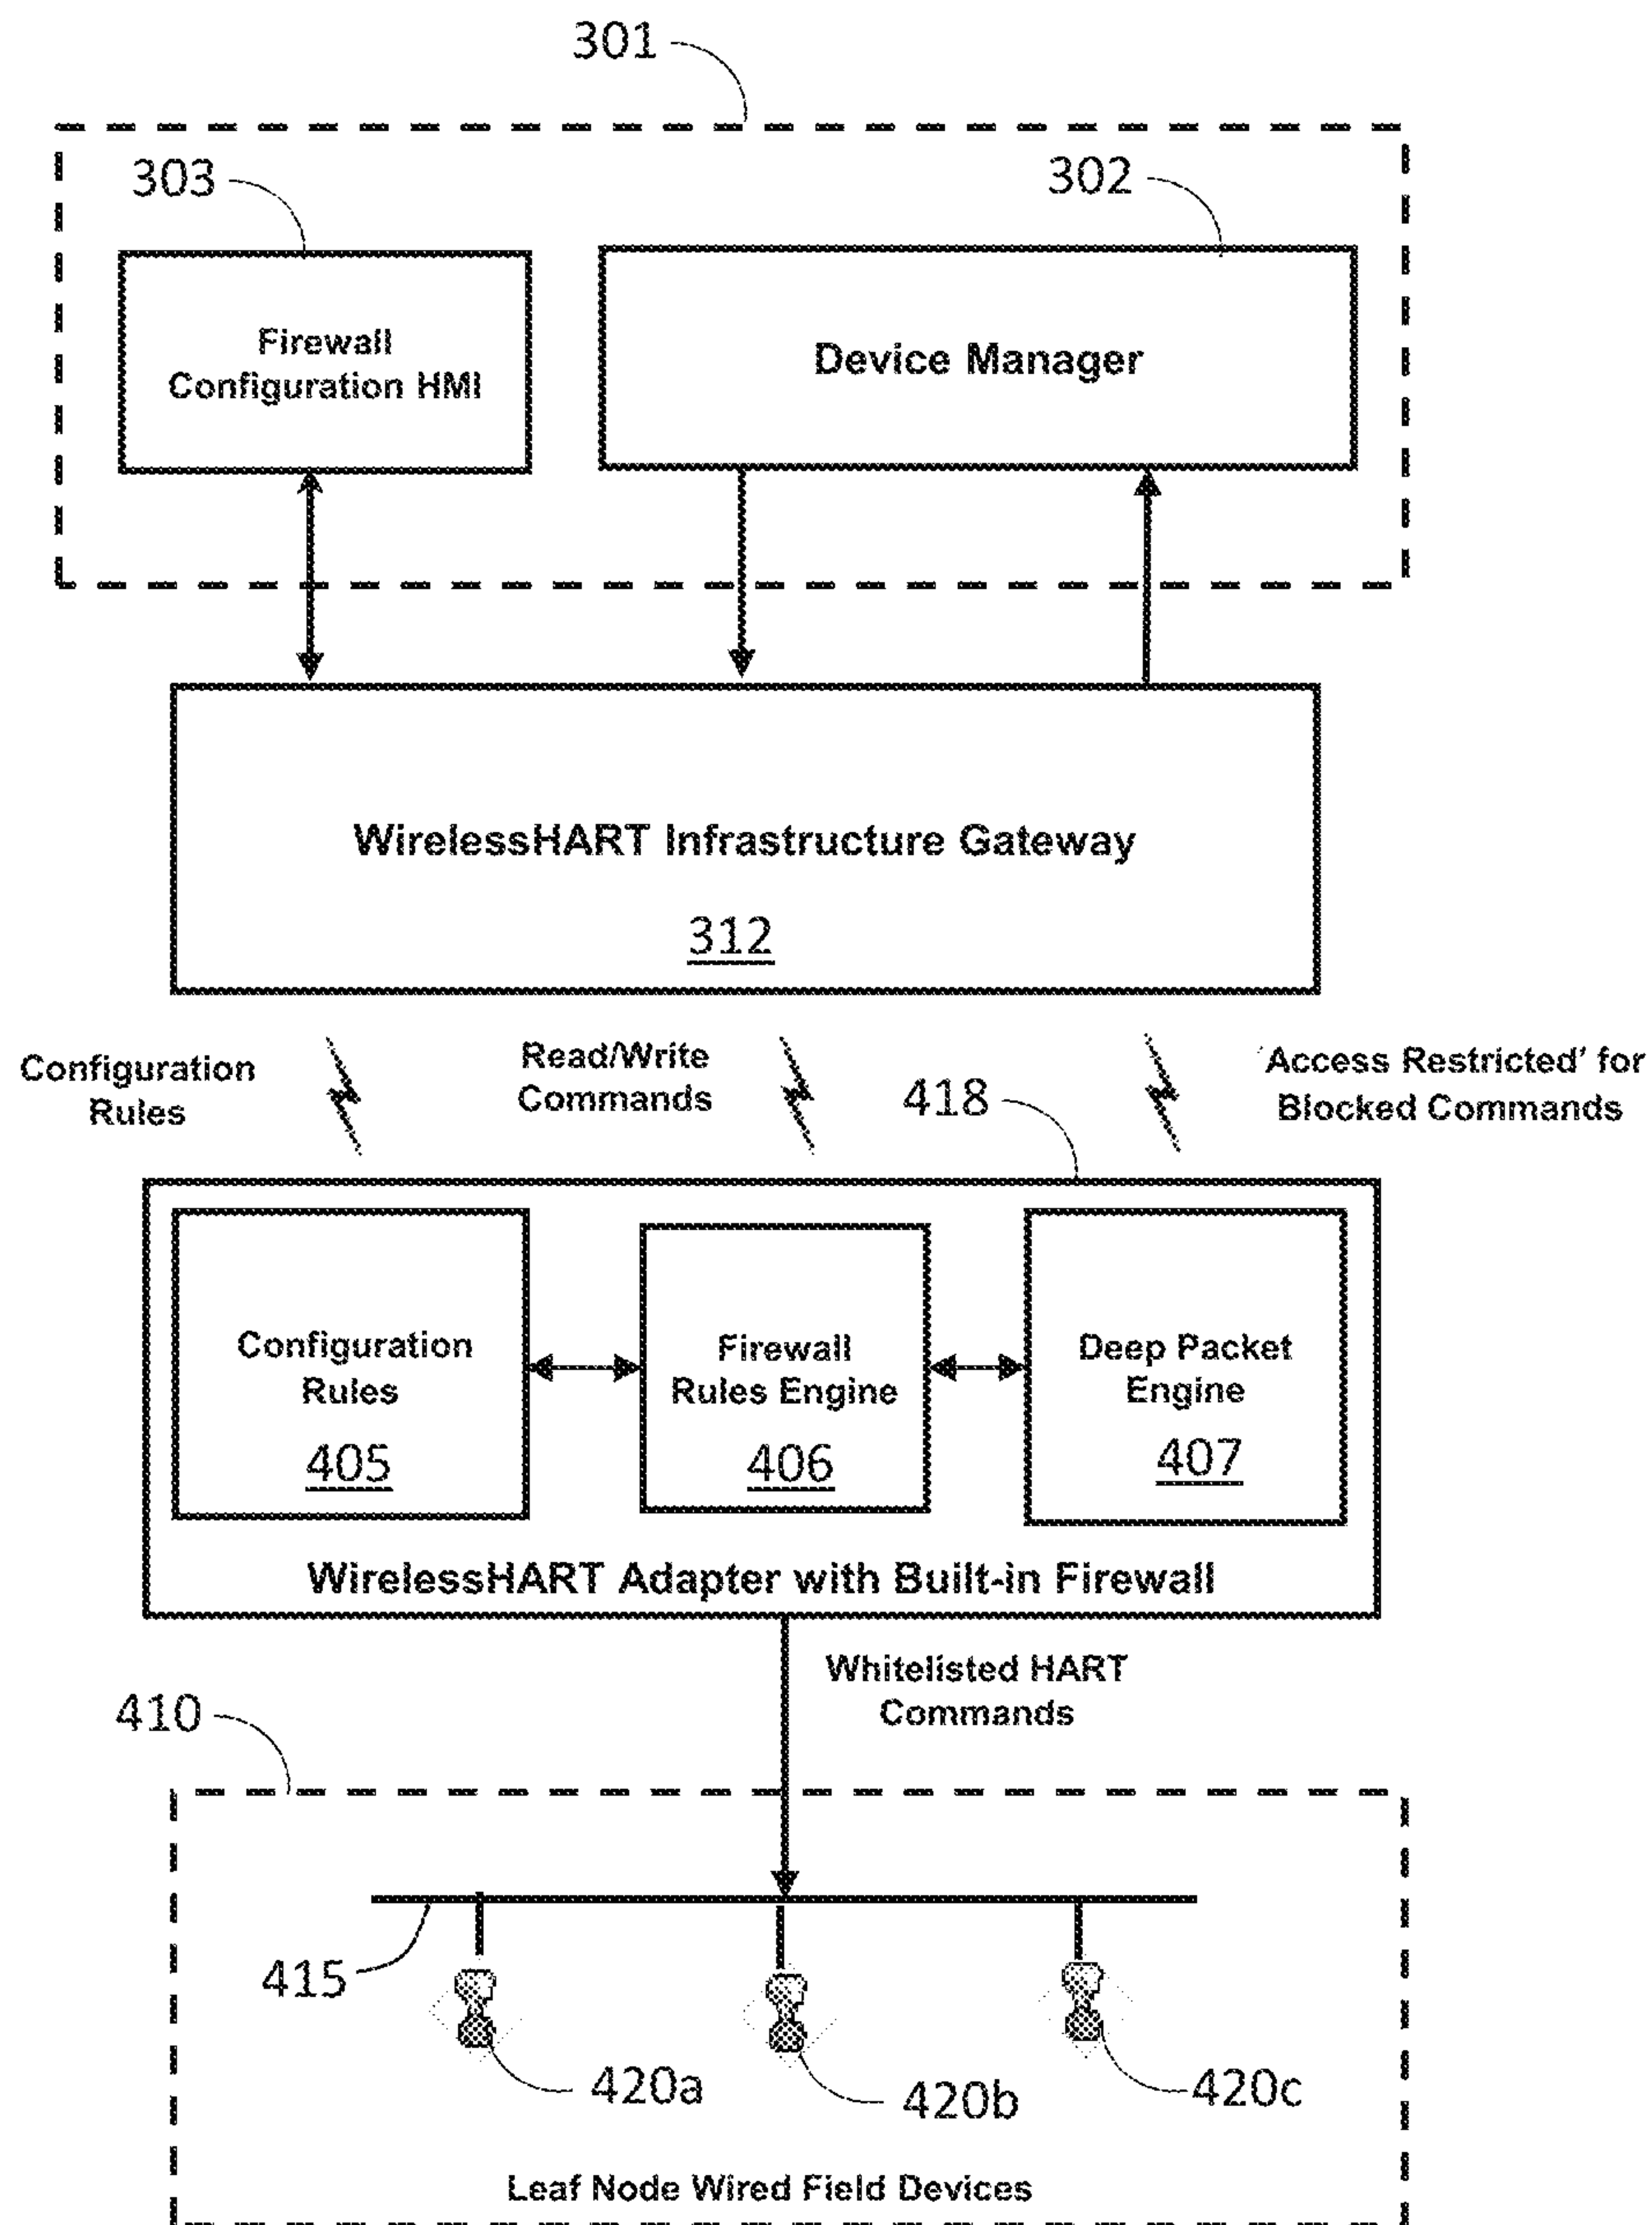 301
303
302
Firewall
Configuration HMI
Device Manager
WirelessHART Infrastructure Gateway
312
Configuration
Rules
Read/Write
Commands
418
'Access Restricted' for
Blocked Commands
Configuration
Rules
405
Firewall
Rules Engine
406
Deep Packet
Engine
407
WirelessHART Adapter with Built-in Firewall
Whitelisted HART
Commands
410
415
420a
420b
420c
Leaf Node Wired Field Devices